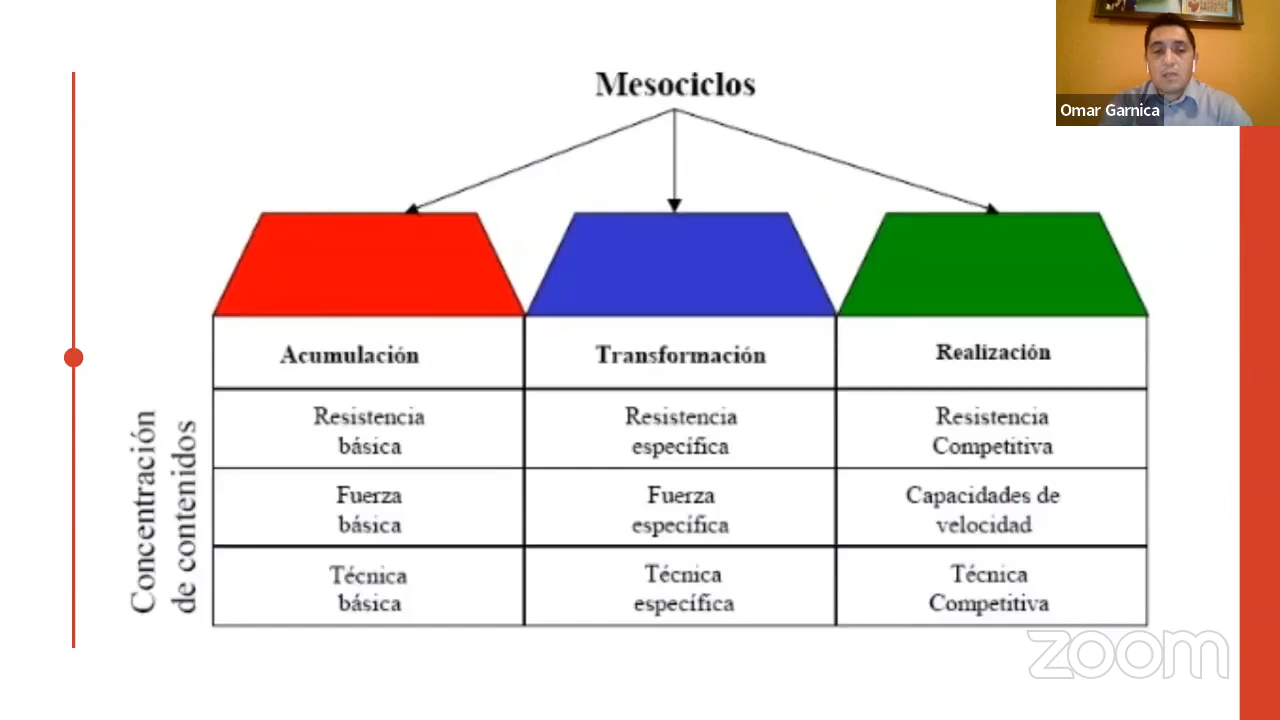 Omar Garnica
Mesociclos
Acumulación
Transformación
Realización
Concentración
de contenidos
Resistencia
básica
Resistencia
específica
Resistencia
Competitiva
Fuerza
básica
Fuerza
específica
Capacidades de
velocidad
Técnica
básica
Técnica
específica
Técnica
Competitiva
zoom